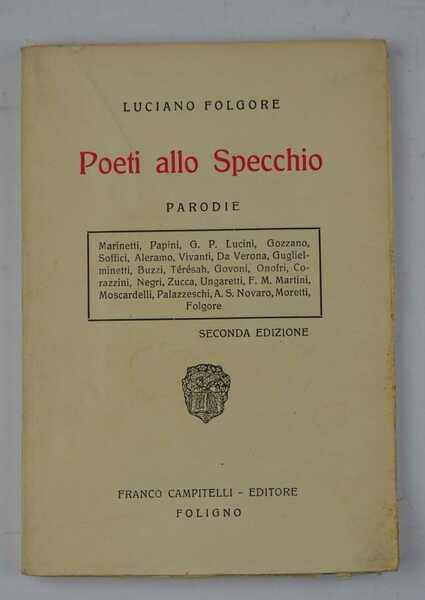 LUCIANO FOLGORE
Poeti allo Specchio
PARODIE
Marinetti, Papini, G. P. Lucini, Gozzano,
Soffici, Aleramo, Vivanti, Da Verona, Gugliel-
minetti, Buzzi, Térésah, Govoni, Onofri, Co-
razzini, Negri, Zucca, Ungaretti, F. M. Martini,
Moscardelli, Palazzeschi, A. S. Novaro, Moretti,
Folgore
SECONDA EDIZIONE
FRANCO CAMPITELLI - EDITORE
FOLIGNO